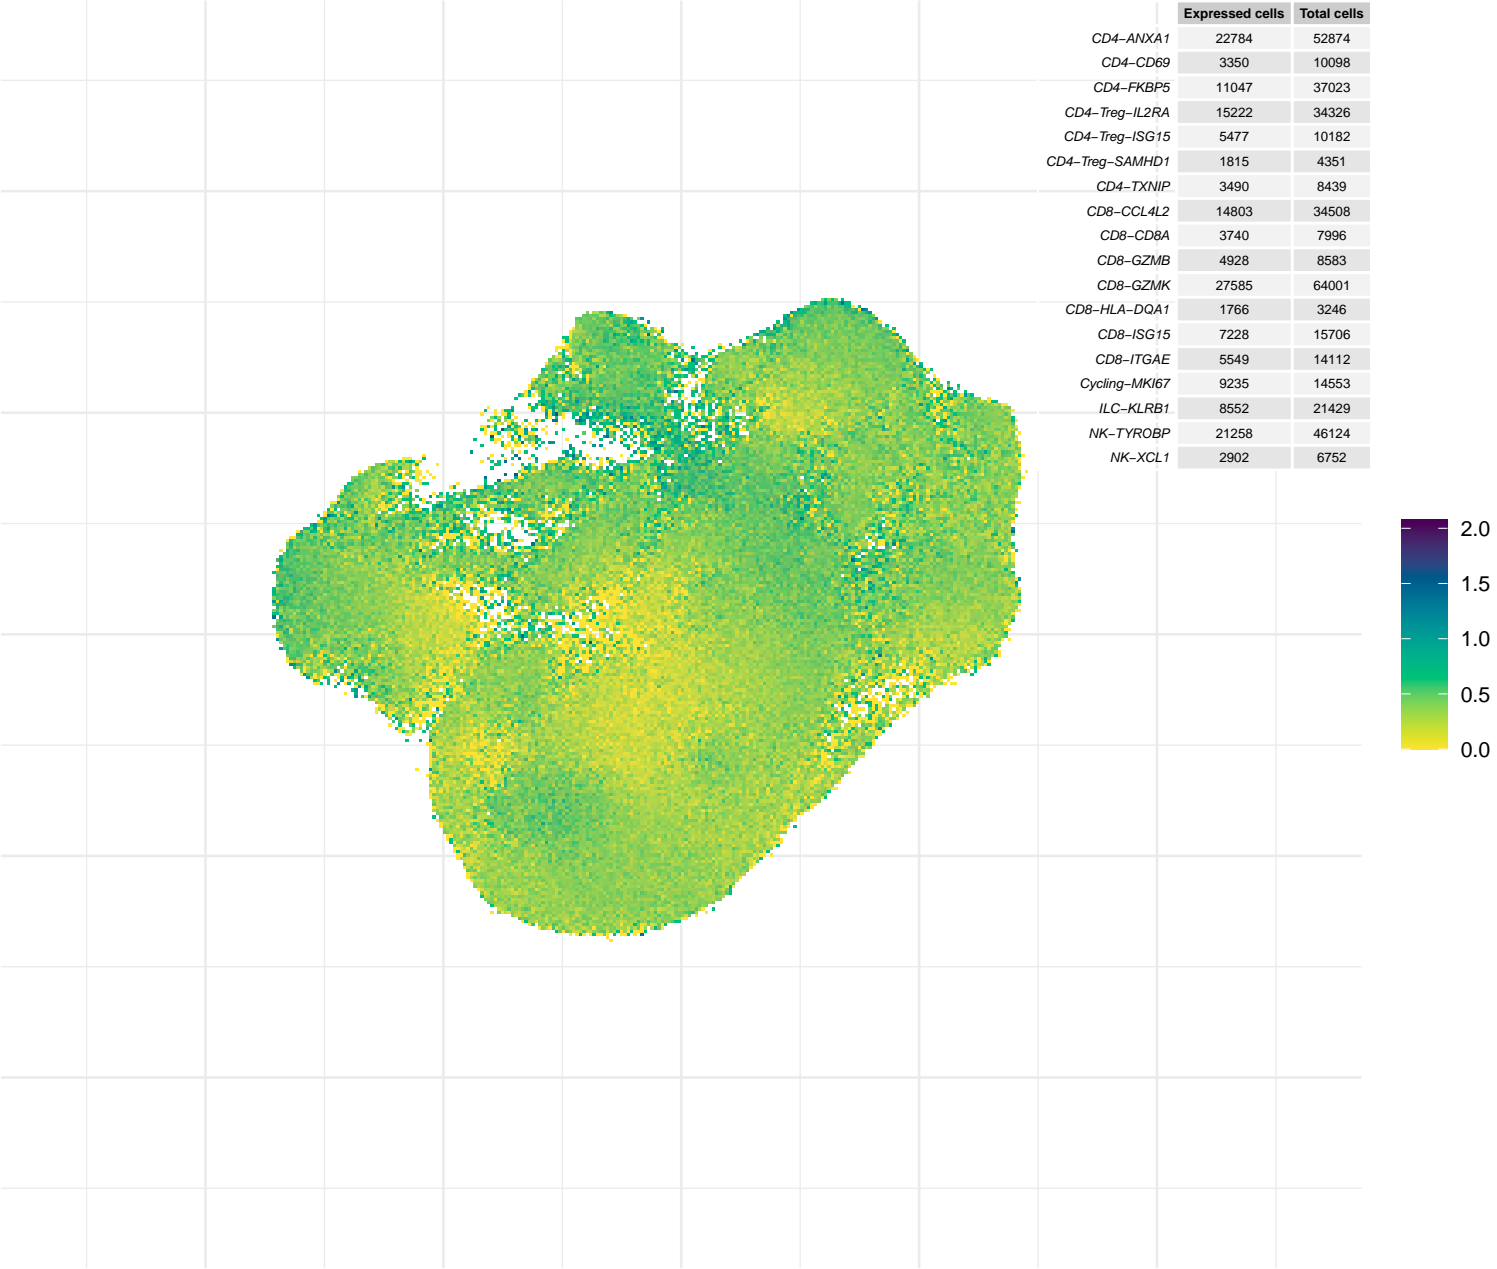 Expressed cells Total cells
CD4−ANXA1 22784 52874
CD4−CD69 3350 10098
CD4−FKBP5 11047 37023
CD4−Treg−IL2RA 15222 34326
CD4−Treg−ISG15 5477 10182
CD4−Treg−SAMHD1 1815 4351
CD4−TXNIP 3490 8439
CD8−CCL4L2 14803 34508
CD8−CD8A 3740 7996
CD8−GZMB 4928 8583
CD8−GZMK 27585 64001
CD8−HLA−DQA1 1766 3246
CD8−ISG15 7228 15706
CD8−ITGAE 5549 14112
Cycling−MKI67 9235 14553
ILC−KLRB1 8552 21429
NK−TYROBP 21258 46124
NK−XCL1 2902 6752
2.0
1.5
1.0
0.5
0.0